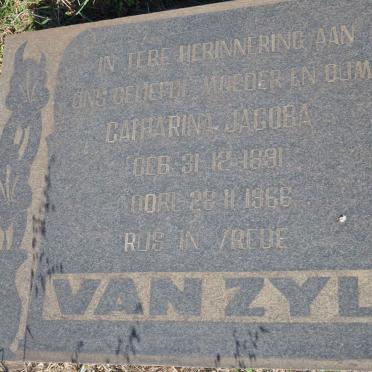 IN TERE HERINNERING AAN
ONS GELIEFDE MOEDER EN OUMA
CATHARINA JACOBA
GEB. 31-12-1891
OORL. 28-11-1966
RUS IN VREDE
VAN ZYL